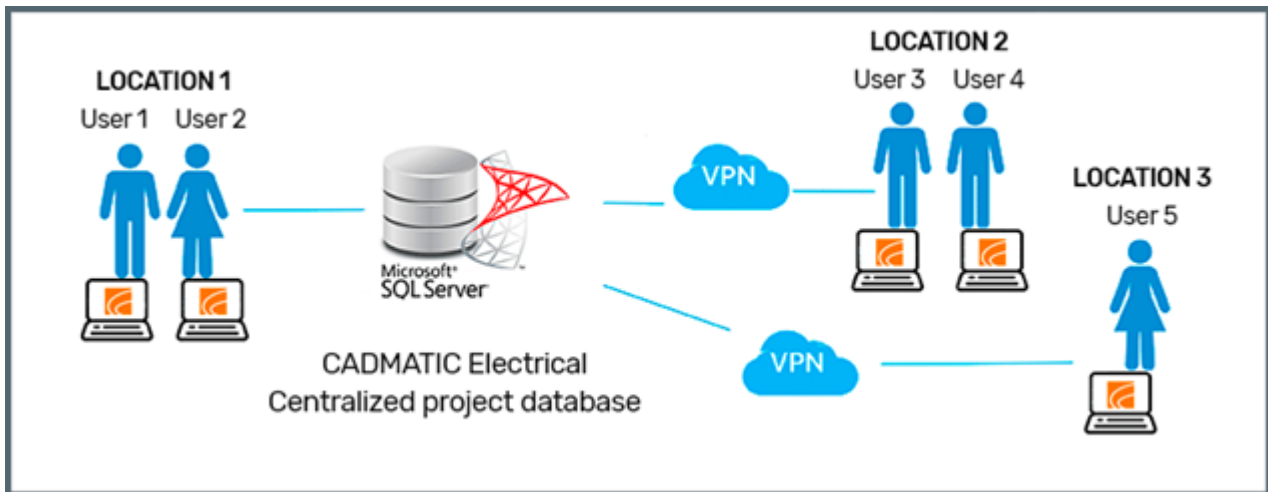 LOCATION 1
User 1 User 2
Microsoft®
SQL Server®
CADMATIC Electrical
Centralized project database
VPN
VPN
LOCATION 2
User 3 User 4
LOCATION 3
User 5